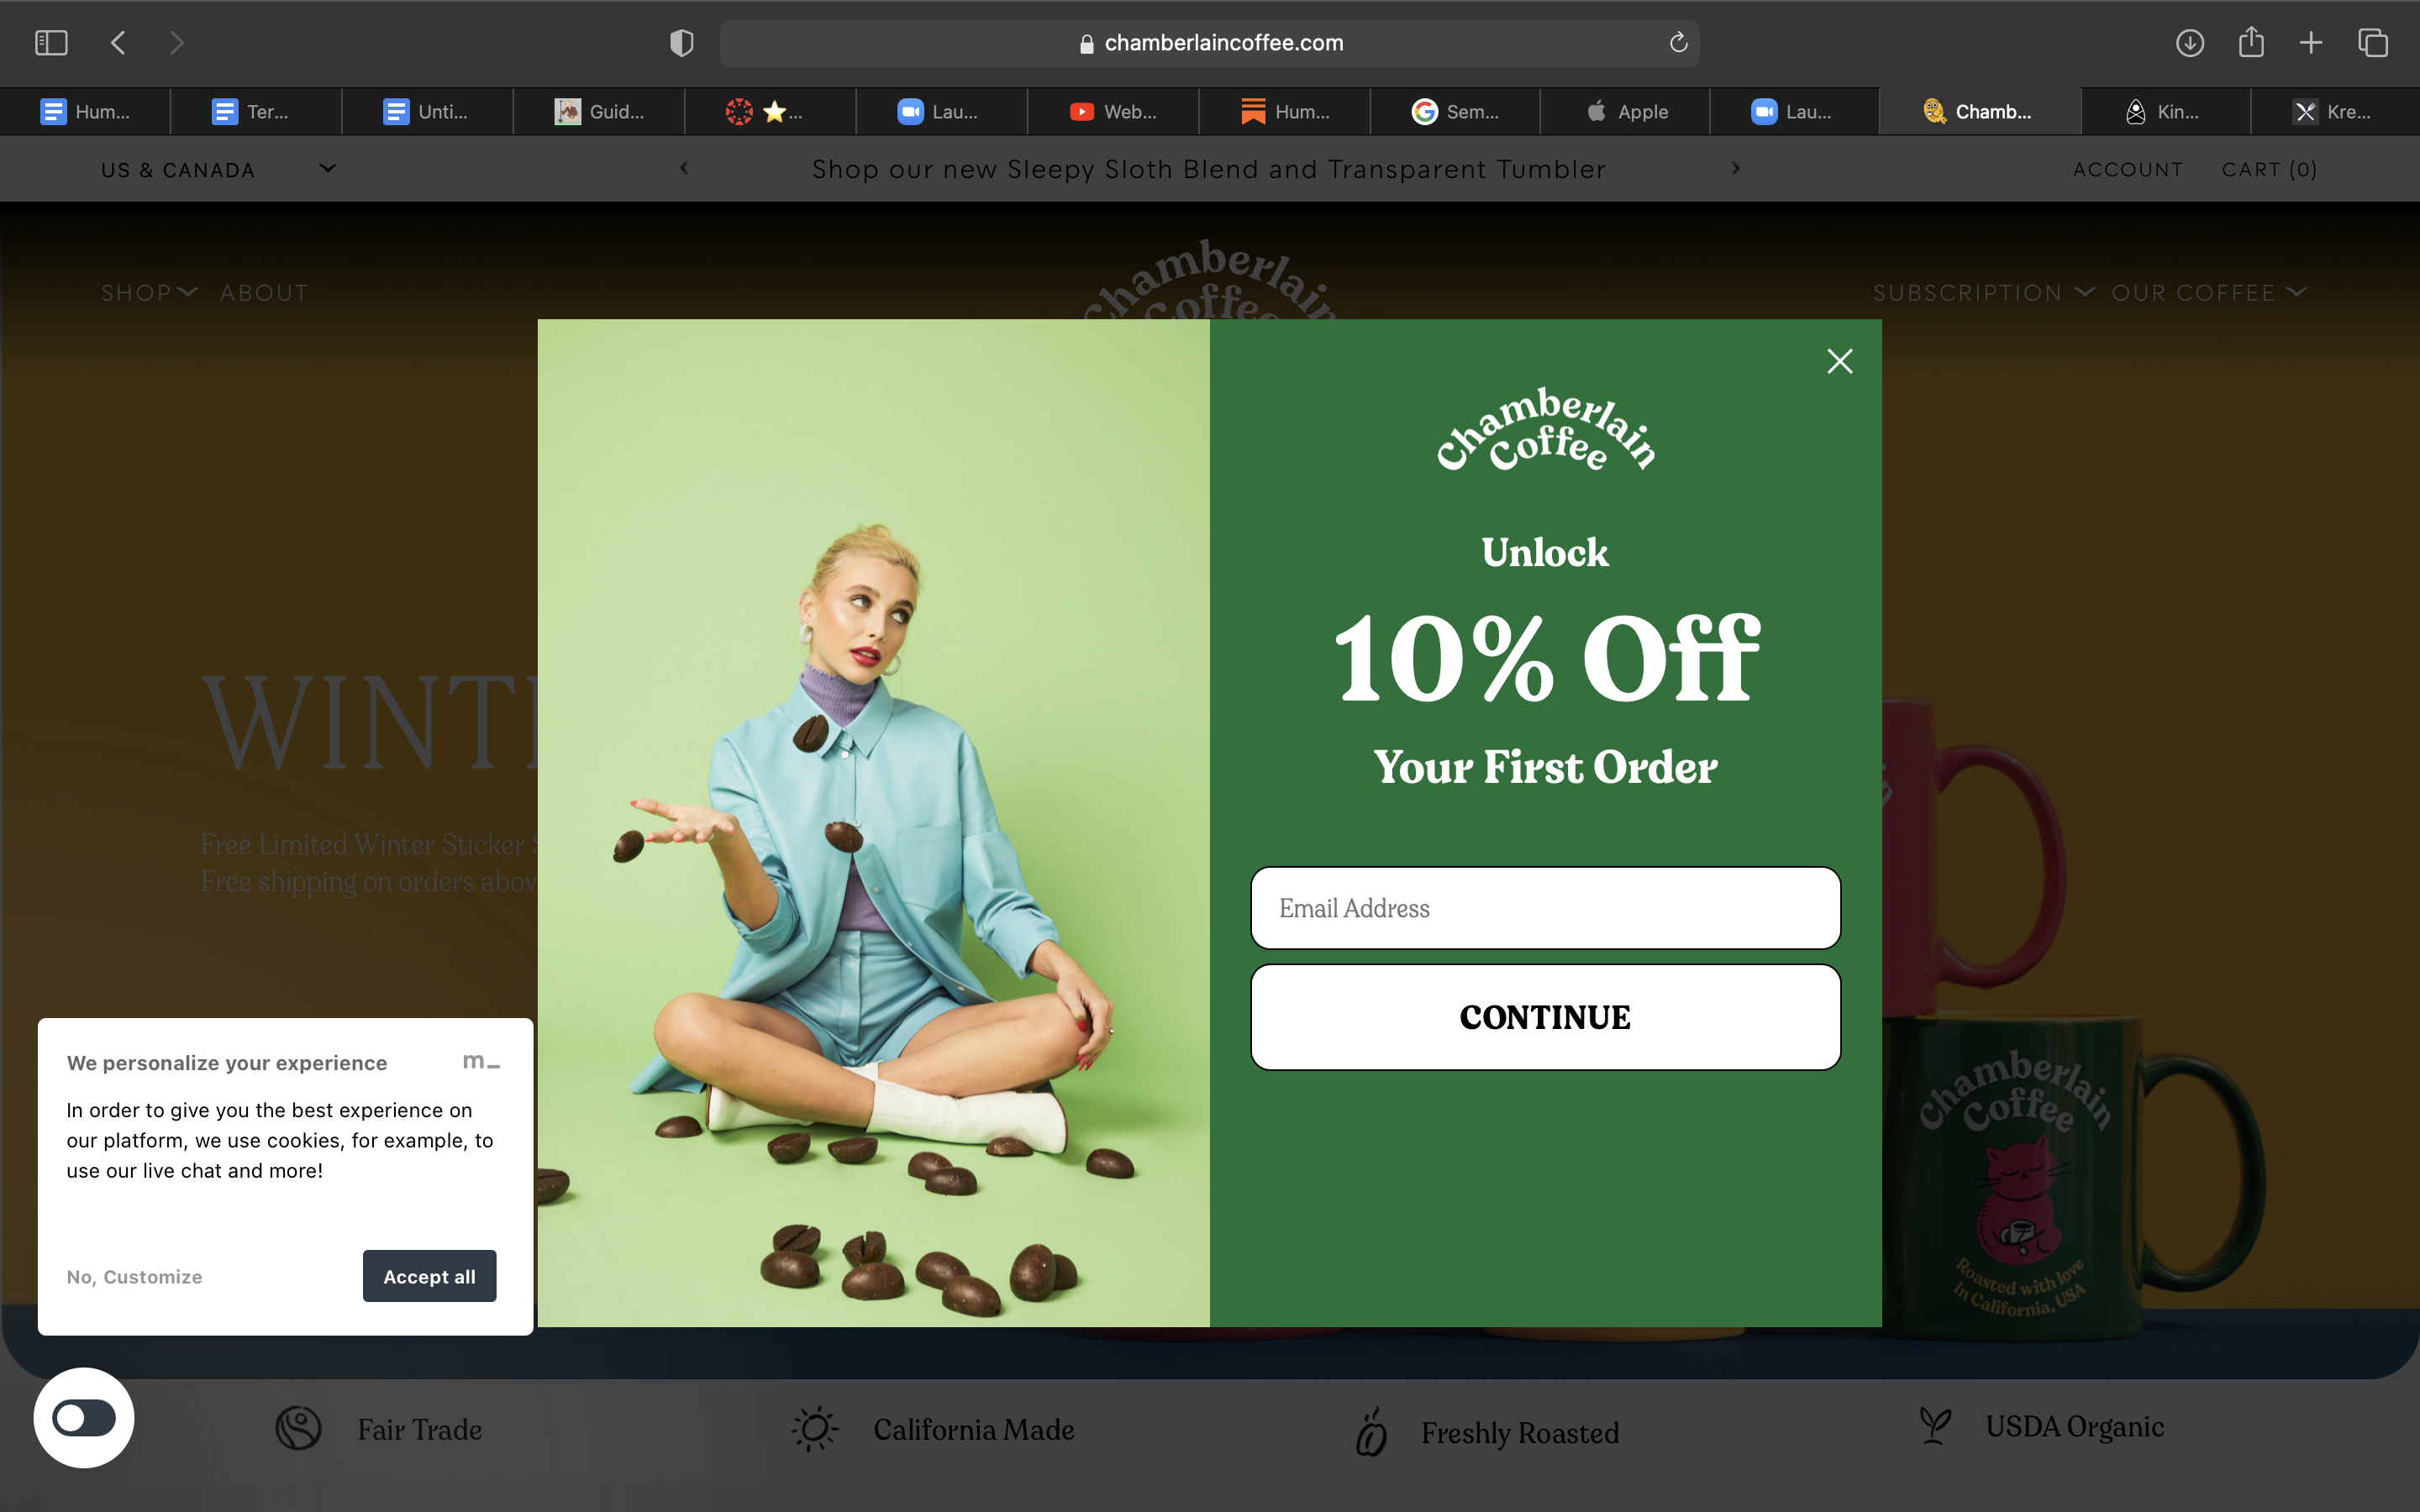 chamberlaincoffee.com
Hum...
Ter...
Unti...
Guid...
...
Lau...
Web...
Hum...
Sem...
Apple
Lau...
Chamb...
Kin...
Kre...
US & CANADA
Shop our new Sleepy Sloth Blend and Transparent Tumbler
ACCOUNT
CART (0)
SHOP
ABOUT
Chamberlain
Coffee
SUBSCRIPTION
OUR COFFEE
Chamberlain
Coffee
Unlock
10% Off
Your First Order
Email Address
CONTINUE
Free Limited Winter Sticker
Free shipping on orders
We personalize your experience
m_
In order to give you the best experience on
our platform, we use cookies, for example, to
use our live chat and more!
No, Customize
Accept all
Chamberlain
Coffee
Roasted with love
In California, USA
Fair Trade
California Made
Freshly Roasted
USDA Organic